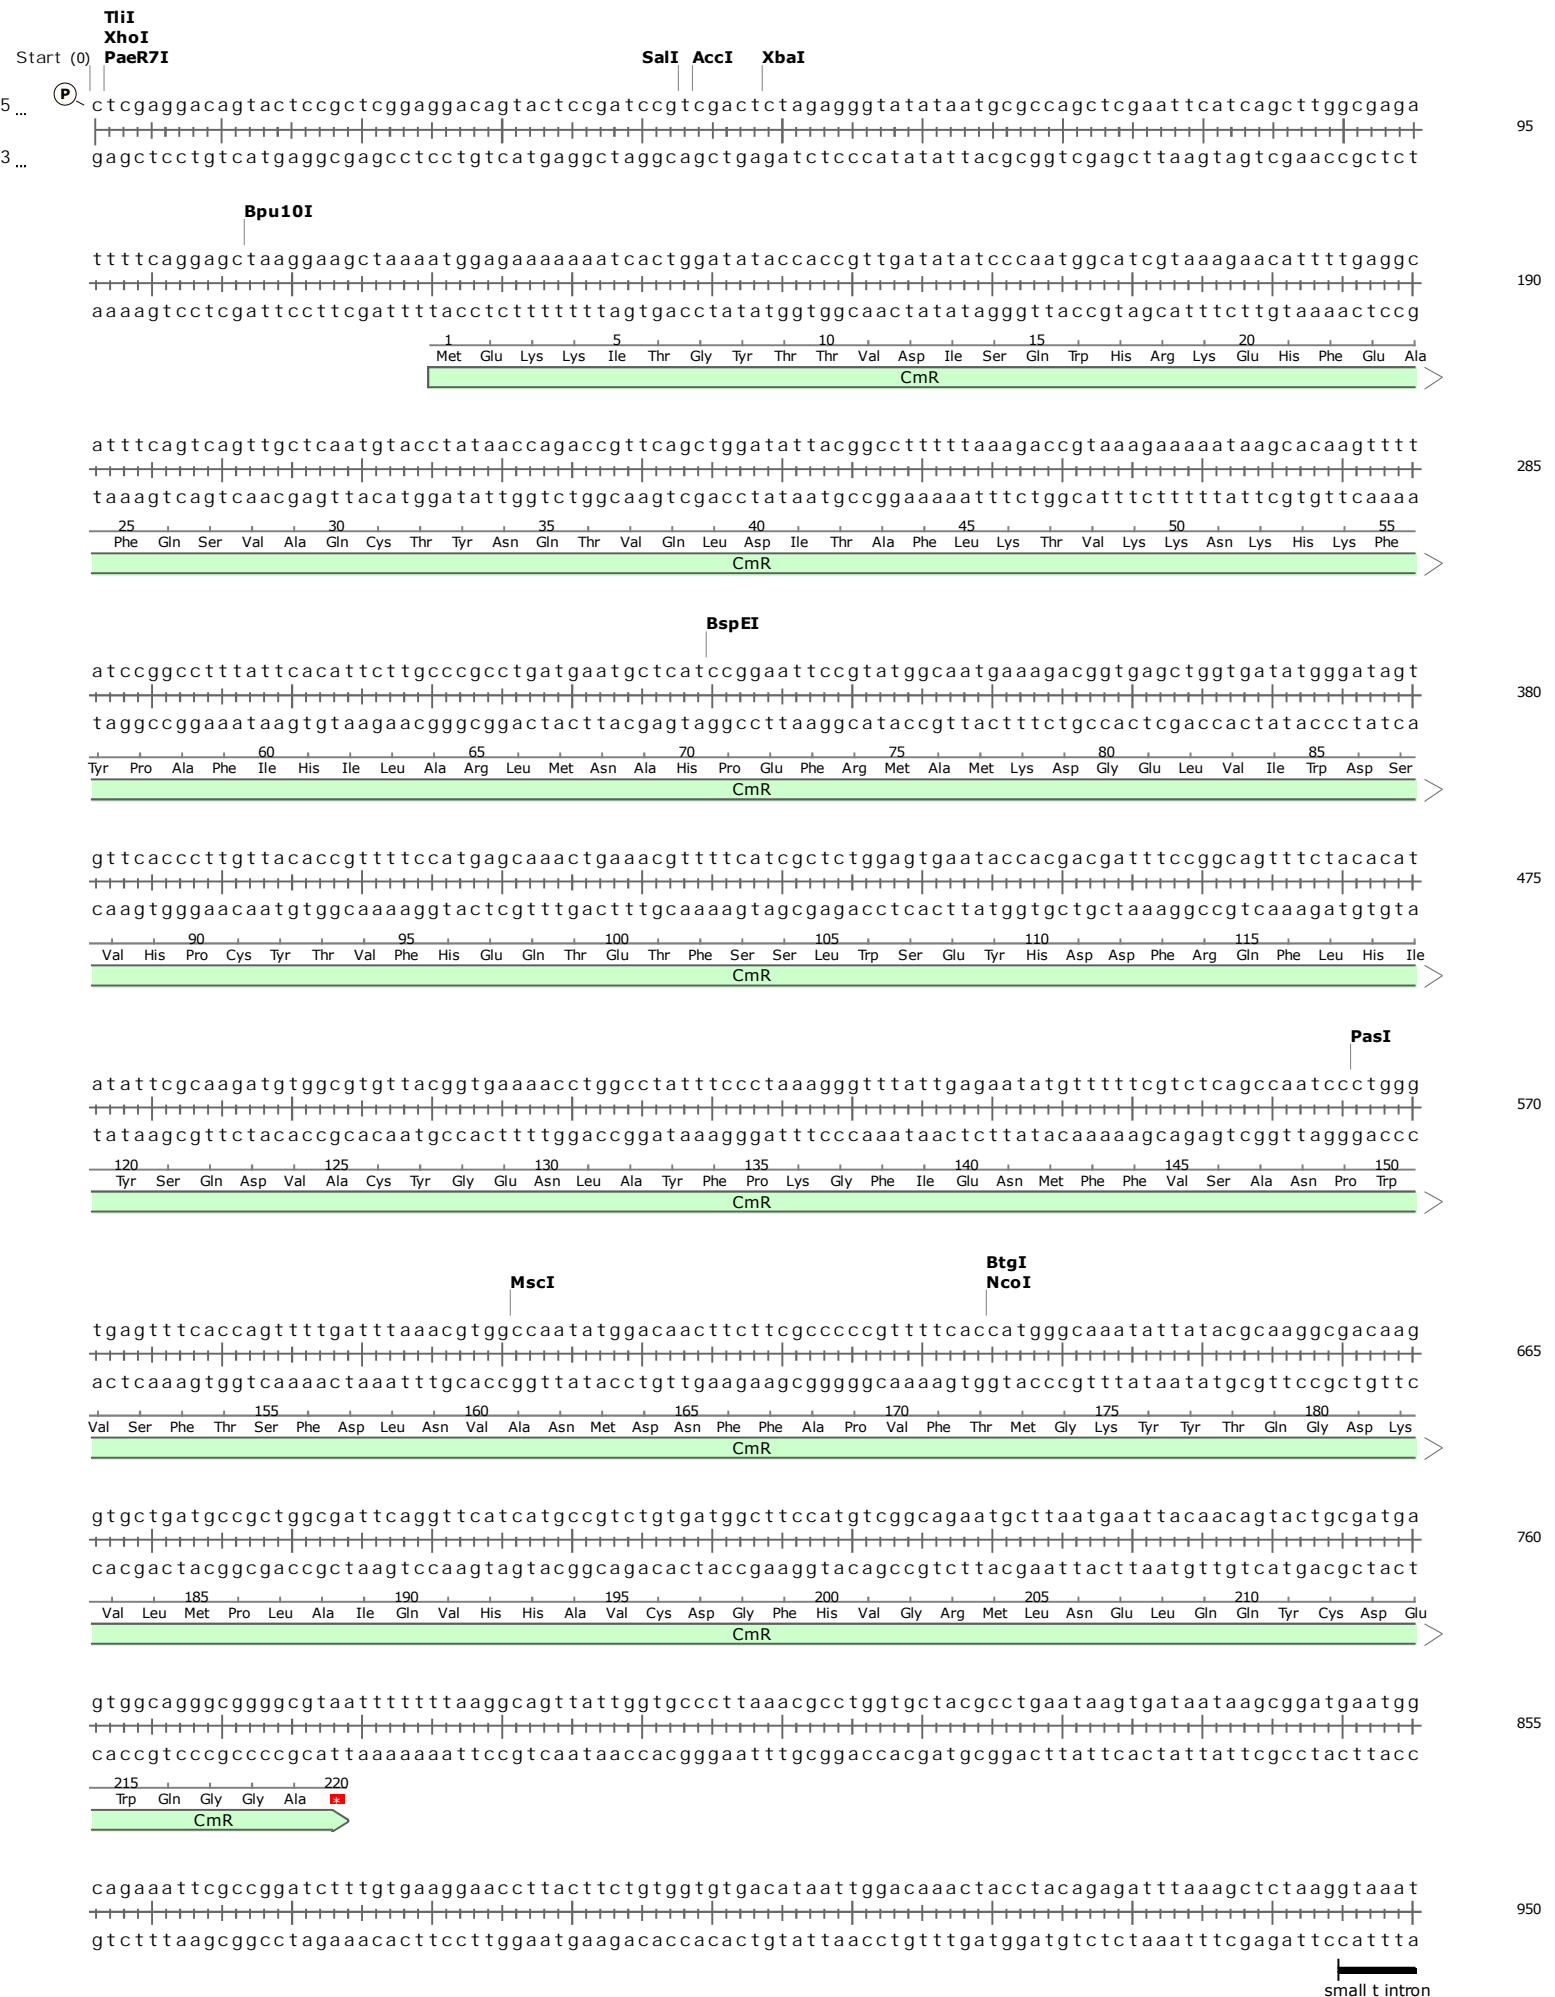 TliI
XhoI
Start (0) PaeR7I SalI AccI XbaI
P
5 ... ctcgaggacagtactccgctcggaggacagtactccgatccgtcgactctagagggtatataatgcgccagctcgaattcatcagcttggcgaga
95
3 ... gagctcctgtcatgaggcgagcctcctgtcatgaggctaggcagctgagatctcccatatattacgcggtcgagcttaagtagtcgaaccgctct
Bpu10I
ttttcaggagctaaggaagctaaaatggagaaaaaaatcactggatataccaccgttgatatatcccaatggcatcgtaaagaacattttgaggc
190
aaaagtcctcgattccttcgattttacctctttttttagtgacctatatggtggcaactatatagggttaccgtagcatttcttgtaaaactccg
1 5 10 15 20
Met Glu Lys Lys Ile Thr Gly Tyr Thr Thr Val Asp Ile Ser Gln Trp His Arg Lys Glu His Phe Glu Ala
CmR
atttcagtcagttgctcaatgtacctataaccagaccgttcagctggatattacggcctttttaaagaccgtaaagaaaaataagcacaagtttt
285
taaagtcagtcaacgagttacatggatattggtctggcaagtcgacctataatgccggaaaaatttctggcatttctttttattcgtgttcaaaa
25 30 35 40 45 50 55
Phe Gln Ser Val Ala Gln Cys Thr Tyr Asn Gln Thr Val Gln Leu Asp Ile Thr Ala Phe Leu Lys Thr Val Lys Lys Asn Lys His Lys Phe
CmR
BspEI
atccggcctttattcacattcttgcccgcctgatgaatgctcatccggaattccgtatggcaatgaaagacggtgagctggtgatatgggatagt
380
taggccggaaataagtgtaagaacgggcggactacttacgagtaggccttaaggcataccgttactttctgccactcgaccactataccctatca
60 65 70 75 80 85
Tyr Pro Ala Phe Ile His Ile Leu Ala Arg Leu Met Asn Ala His Pro Glu Phe Arg Met Ala Met Lys Asp Gly Glu Leu Val Ile Trp Asp Ser
CmR
gttcacccttgttacaccgttttccatgagcaaactgaaacgttttcatcgctctggagtgaataccacgacgatttccggcagtttctacacat
475
caagtgggaacaatgtggcaaaaggtactcgtttgactttgcaaaagtagcgagacctcacttatggtgctgctaaaggccgtcaaagatgtgta
90 95 100 105 110 115
Val His Pro Cys Tyr Thr Val Phe His Glu Gln Thr Glu Thr Phe Ser Ser Leu Trp Ser Glu Tyr His Asp Asp Phe Arg Gln Phe Leu His Ile
CmR
PasI
atattcgcaagatgtggcgtgttacggtgaaaacctggcctatttccctaaagggtttattgagaatatgtttttcgtctcagccaatccctggg
570
tataagcgttctacaccgcacaatgccacttttggaccggataaagggatttcccaaataactcttatacaaaaagcagagtcggttagggaccc
120 125 130 135 140 145 150
Tyr Ser Gln Asp Val Ala Cys Tyr Gly Glu Asn Leu Ala Tyr Phe Pro Lys Gly Phe Ile Glu Asn Met Phe Phe Val Ser Ala Asn Pro Trp
CmR
BtgI
MscI NcoI
tgagtttcaccagttttgatttaaacgtggccaatatggacaacttcttcgcccccgttttcaccatgggcaaatattatacgcaaggcgacaag
665
actcaaagtggtcaaaactaaatttgcaccggttatacctgttgaagaagcgggggcaaaagtggtacccgtttataatatgcgttccgctgttc
155 160 165 170 175 180
Val Ser Phe Thr Ser Phe Asp Leu Asn Val Ala Asn Met Asp Asn Phe Phe Ala Pro Val Phe Thr Met Gly Lys Tyr Tyr Thr Gln Gly Asp Lys
CmR
gtgctgatgccgctggcgattcaggttcatcatgccgtctgtgatggcttccatgtcggcagaatgcttaatgaattacaacagtactgcgatga
760
cacgactacggcgaccgctaagtccaagtagtacggcagacactaccgaaggtacagccgtcttacgaattacttaatgttgtcatgacgctact
185 190 195 200 205 210
Val Leu Met Pro Leu Ala Ile Gln Val His His Ala Val Cys Asp Gly Phe His Val Gly Arg Met Leu Asn Glu Leu Gln Gln Tyr Cys Asp Glu
CmR
gtggcagggcggggcgtaatttttttaaggcagttattggtgcccttaaacgcctggtgctacgcctgaataagtgataataagcggatgaatgg
855
caccgtcccgccccgcattaaaaaaattccgtcaataaccacgggaatttgcggaccacgatgcggacttattcactattattcgcctacttacc
215 220
Trp Gln Gly Gly Ala *
CmR
cagaaattcgccggatctttgtgaaggaaccttacttctgtggtgtgacataattggacaaactacctacagagatttaaagctctaaggtaaat
950
gtctttaagcggcctagaaacacttccttggaatgaagacaccacactgtattaacctgtttgatggatgtctctaaatttcgagattccattta
small t intron